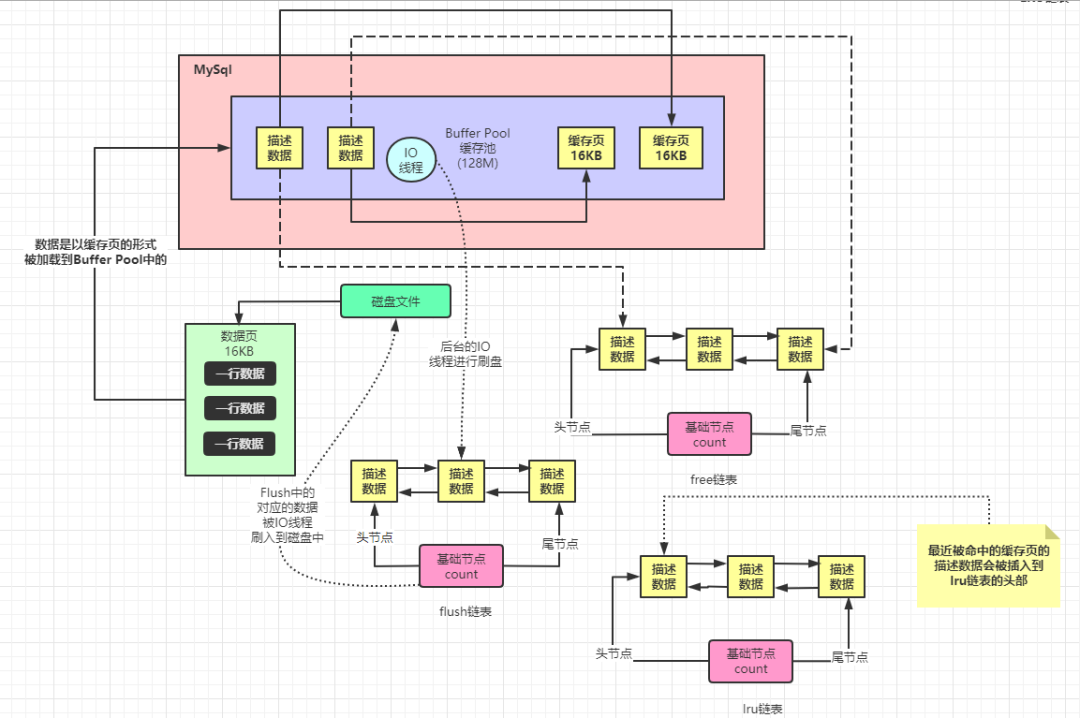 MySql
描述
数据
描述
数据
IO
线程
Buffer Pool
缓存池
(128M)
缓存页
16KB
缓存页
16KB
数据是以缓存页的形式
被加载到Buffer Pool中的
磁盘文件
数据页
16KB
一行数据
一行数据
一行数据
后台的IO
线程进行刷盘
描述
数据
描述
数据
描述
数据
头节点
基础节点
count
尾节点
free链表
描述
数据
描述
数据
描述
数据
Flush中的
对应的数据
被IO线程
刷入到磁盘中
头节点
基础节点
count
尾节点
flush链表
最近被命中的缓存页的
描述数据会被插入到
lru链表的头部
描述
数据
描述
数据
描述
数据
头节点
基础节点
count
尾节点
lru链表